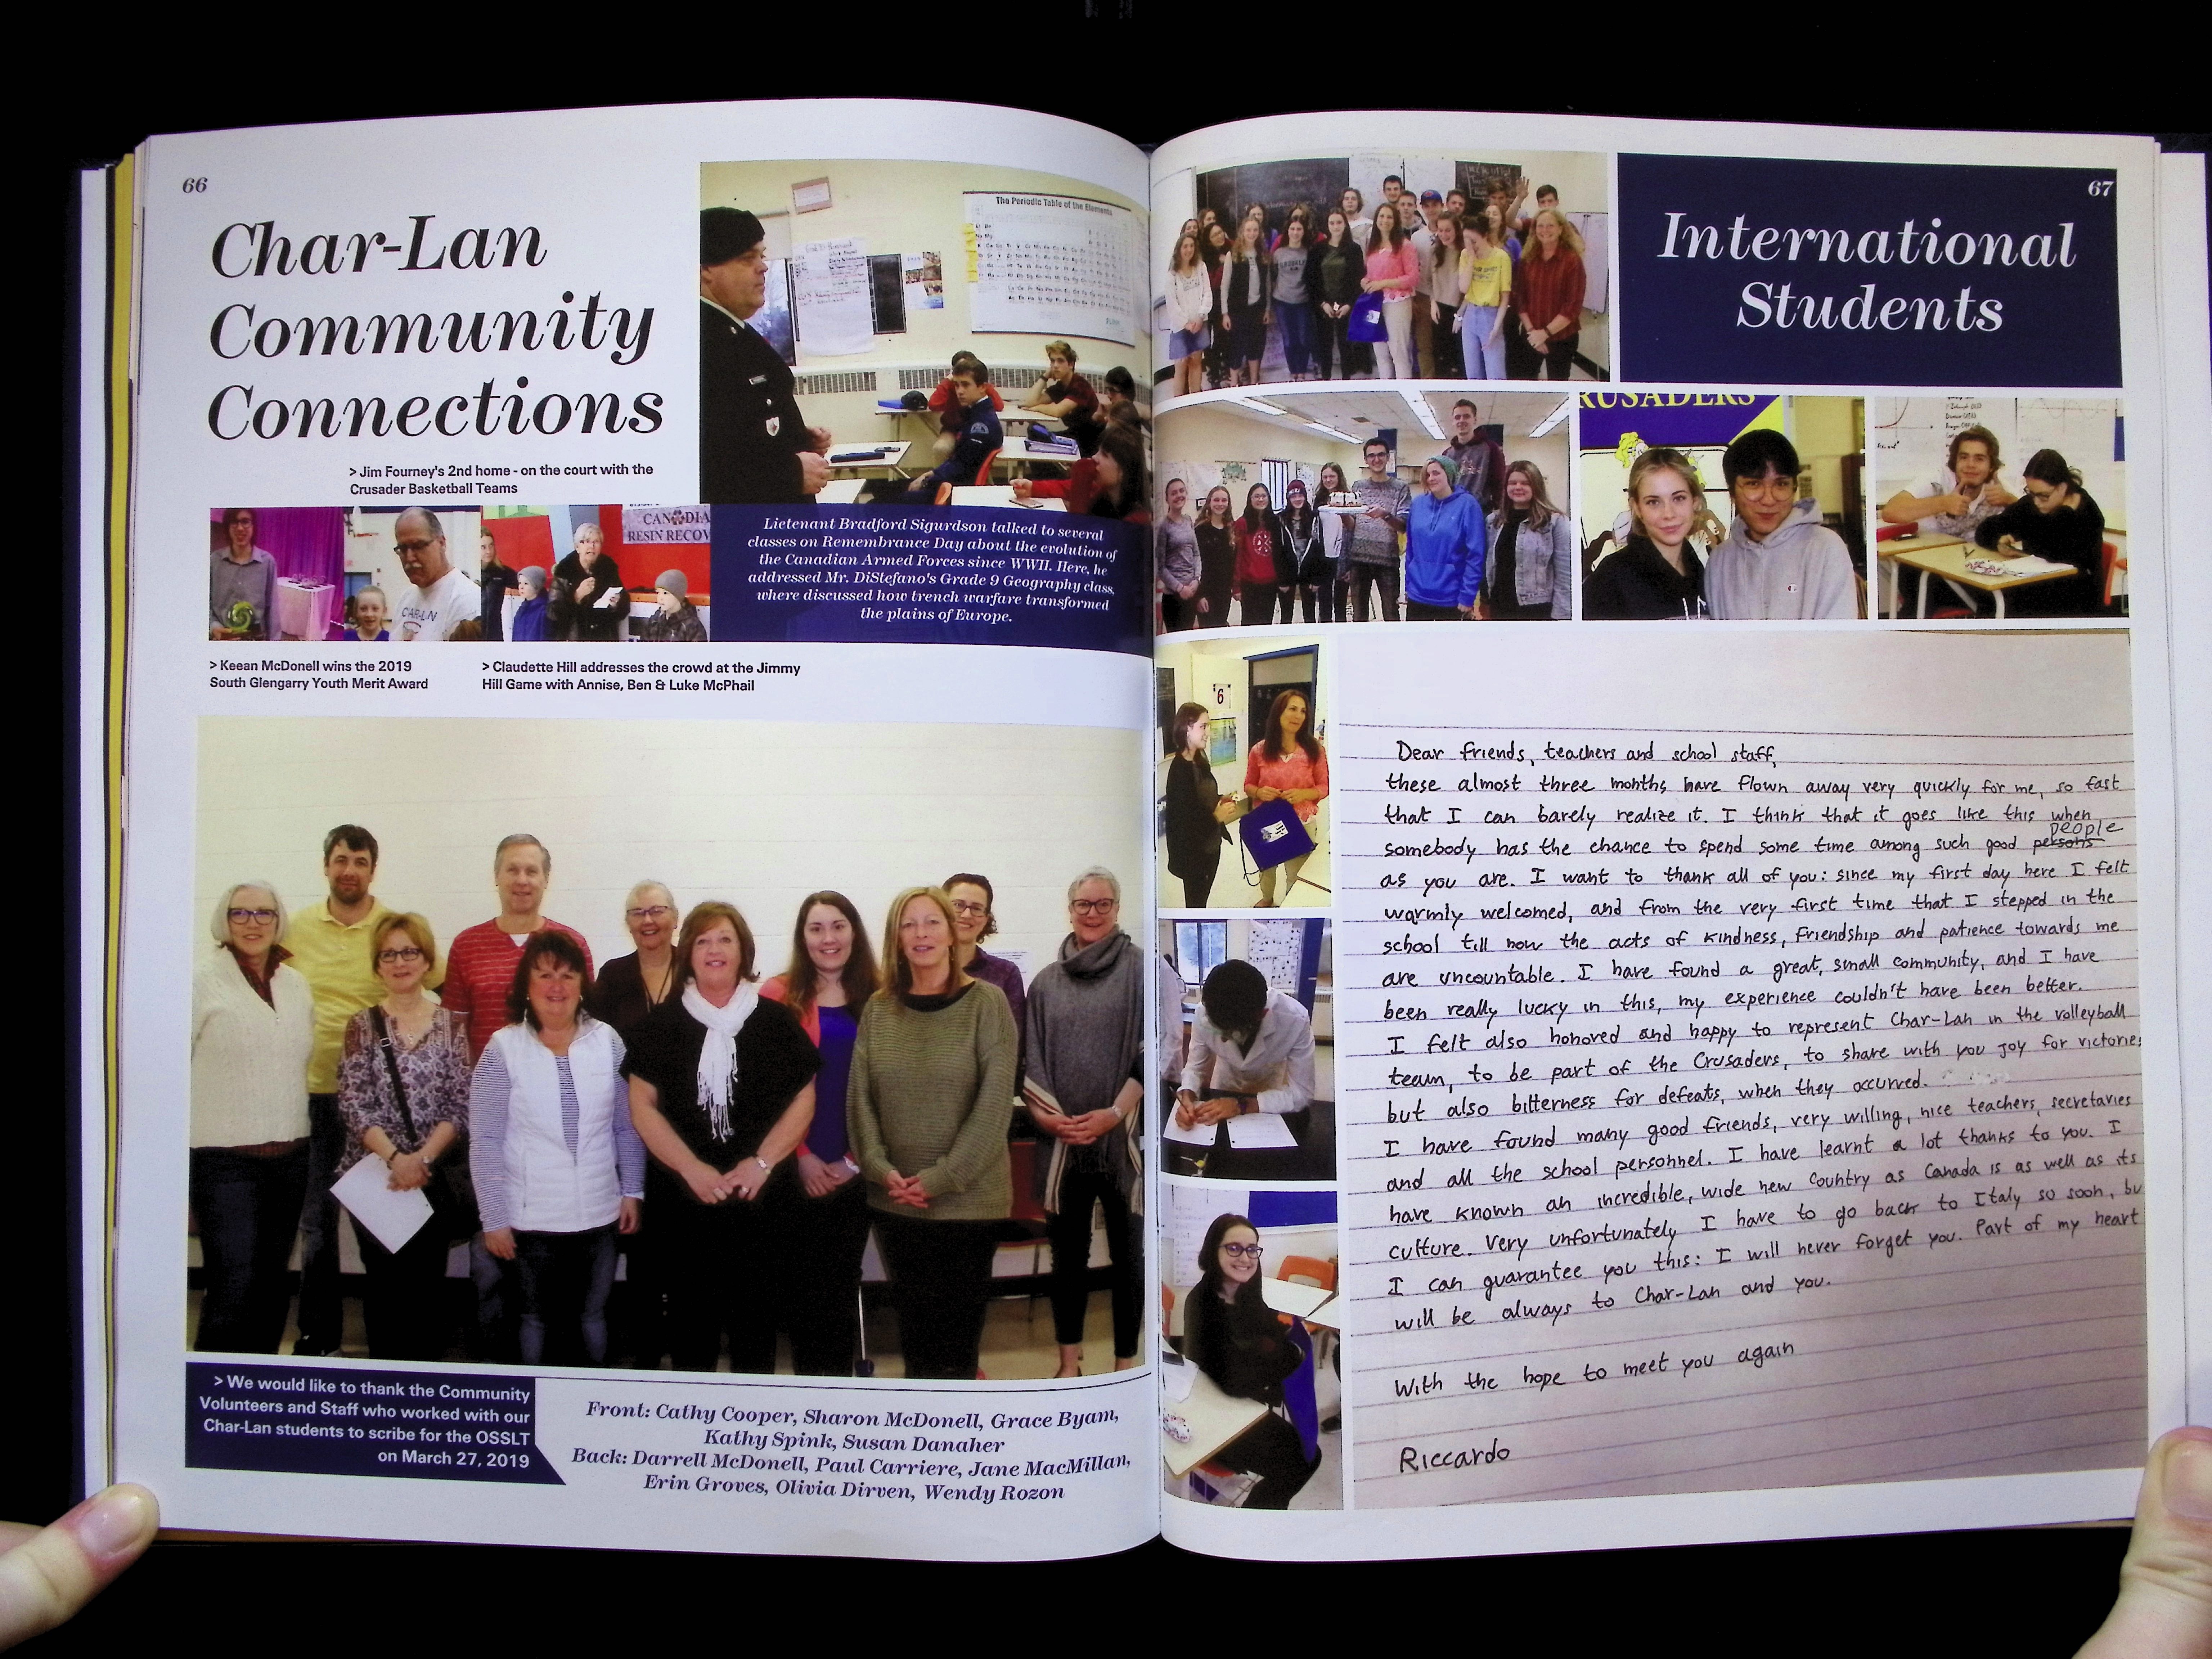 66
Char-Lan
Community
Connections
> Jim Fourney's 2nd home - on the court with the
Crusader Basketball Teams
The Periodic Table of the Elements
CANADIA
RESIN RECOV
CHAR-LAN
Lietenant Bradford Sigurdson talked to several
classes on Remembrance Day about the evolution of
the Canadian Armed Forces since WWII. Here, he
addressed Mr. DiStefano's Grade 9 Geography class,
where discussed how trench warfare transformed
the plains of Europe.
> Keean McDonell wins the 2019
South Glengarry Youth Merit Award
> Claudette Hill addresses the crowd at the Jimmy
Hill Game with Annise, Ben & Luke McPhail
> We would like to thank the Community
Volunteers and Staff who worked with our
Char-Lan students to scribe for the OSSLT
on March 27, 2019
Front: Cathy Cooper, Sharon McDonell, Grace Byam,
Kathy Spink, Susan Danaher
Back: Darrell McDonell, Paul Carriere, Jane MacMillan,
Erin Groves, Olivia Dirven, Wendy Rozon
67
International
Students
RUSADERS
6
Dear friends, teachers and school staff,
these almost three months have flown away very quickly for me, so fast
that I can barely realize it. I think that it goes like this when
people
somebody has the chance to spend some time among such good persons
as you are. I want to thank all of you: since my first day here I felt
warmly welcomed, and from the very first time that I stepped in the
school till now the acts of kindness, friendship and patience towards me
are uncountable. I have found a great, small community, and I have
been really lucky in this, my experience couldn't have been better.
I felt also honored and happy to represent Char-Lan in the volleyball
team, to be part of the Crusaders, to share with you joy for victories
but also bitterness for defeats, when they occurred.
I have found many good friends, very willing, nice teachers, secretaries
and all the school personnel. I have learnt a lot thanks to you. I
have known an incredible, wide new country as Canada is as well as its
culture. Very unfortunately I have to go back to Italy so soon, bu
I can guarantee you this: I will never forget you. Part of my heart
will be always to Char-Lan and you.
With the hope to meet you again
Riccardo